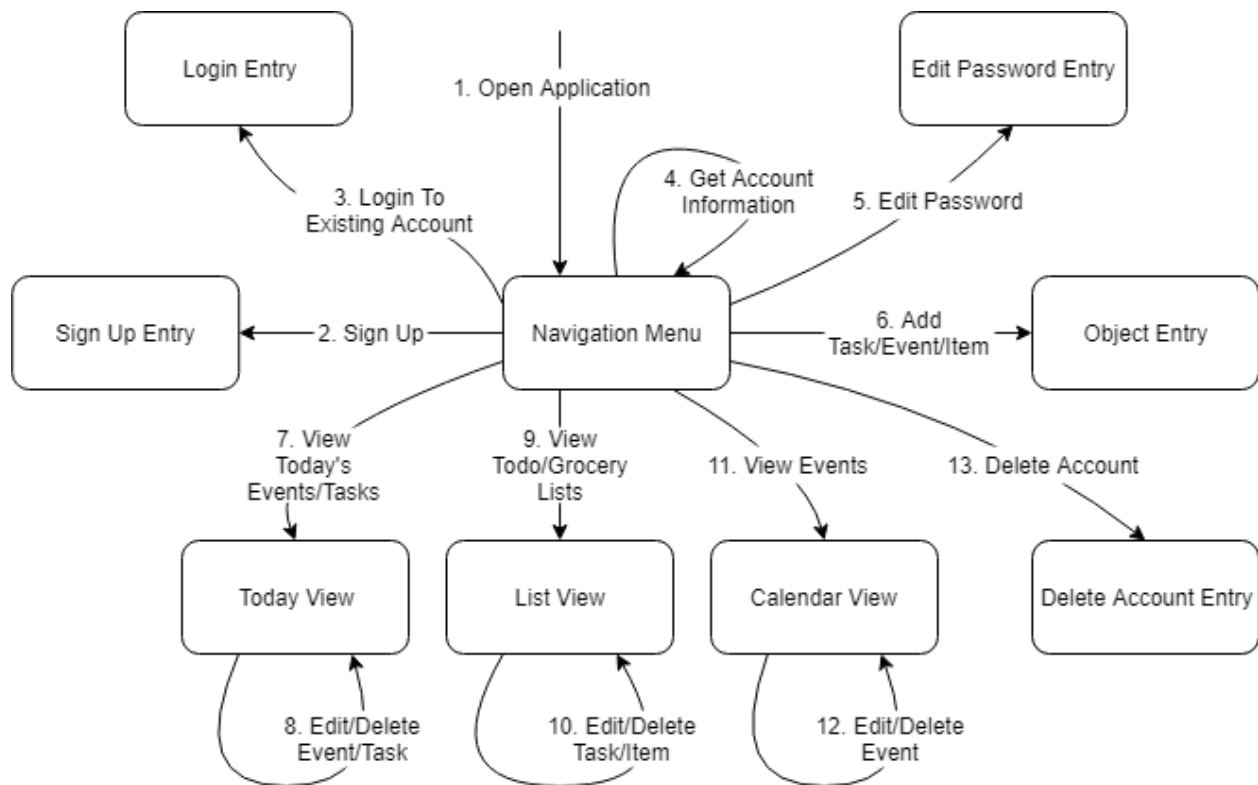 Login Entry
Edit Password Entry
1. Open Application
3. Login To
Existing Account
4. Get Account
Information
5. Edit Password
Sign Up Entry
2. Sign Up
Navigation Menu
6. Add
Task/Event/Item
Object Entry
7. View
Today's
Events/Tasks
9. View
Todo/Grocery
Lists
11. View Events
13. Delete Account
Today View
List View
Calendar View
Delete Account Entry
8. Edit/Delete
Event/Task
10. Edit/Delete
Task/Item
12. Edit/Delete
Event